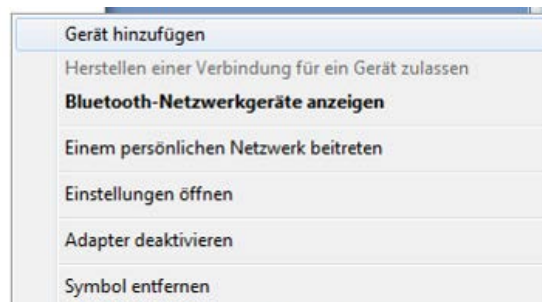 Gerät hinzufügen
Herstellen einer Verbindung für ein Gerät zulassen
Bluetooth-Netzwerkgeräte anzeigen
Einem persönlichen Netzwerk beitreten
Einstellungen öffnen
Adapter deaktivieren
Symbol entfernen